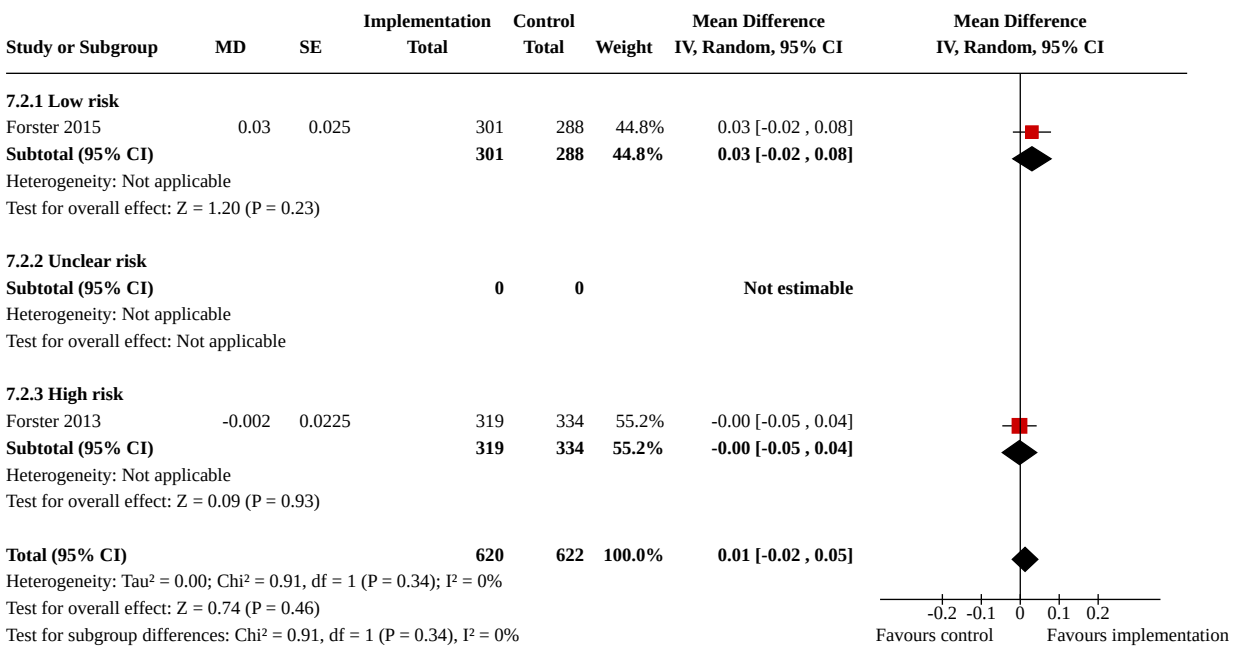 Implementation Control Mean Difference Mean Difference
Study or Subgroup MD SE Total Total Weight IV, Random, 95% CI IV, Random, 95% CI
7.2.1 Low risk
Forster 2015 0.03 0.025 301 288 44.8% 0.03 [-0.02 , 0.08]
Subtotal (95% CI) 301 288 44.8% 0.03 [-0.02 , 0.08]
Heterogeneity: Not applicable
Test for overall effect: Z = 1.20 (P = 0.23)
7.2.2 Unclear risk
Subtotal (95% CI) 0 0 Not estimable
Heterogeneity: Not applicable
Test for overall effect: Not applicable
7.2.3 High risk
Forster 2013 -0.002 0.0225 319 334 55.2% -0.00 [-0.05 , 0.04]
Subtotal (95% CI) 319 334 55.2% -0.00 [-0.05 , 0.04]
Heterogeneity: Not applicable
Test for overall effect: Z = 0.09 (P = 0.93)
Total (95% CI) 620 622 100.0% 0.01 [-0.02 , 0.05]
Heterogeneity: Tau² = 0.00; Chi² = 0.91, df = 1 (P = 0.34); I² = 0%
Test for overall effect: Z = 0.74 (P = 0.46)
-0.2 -0.1 0 0.1 0.2
Test for subgroup differences: Chi² = 0.91, df = 1 (P = 0.34), I² = 0%
Favours control Favours implementation